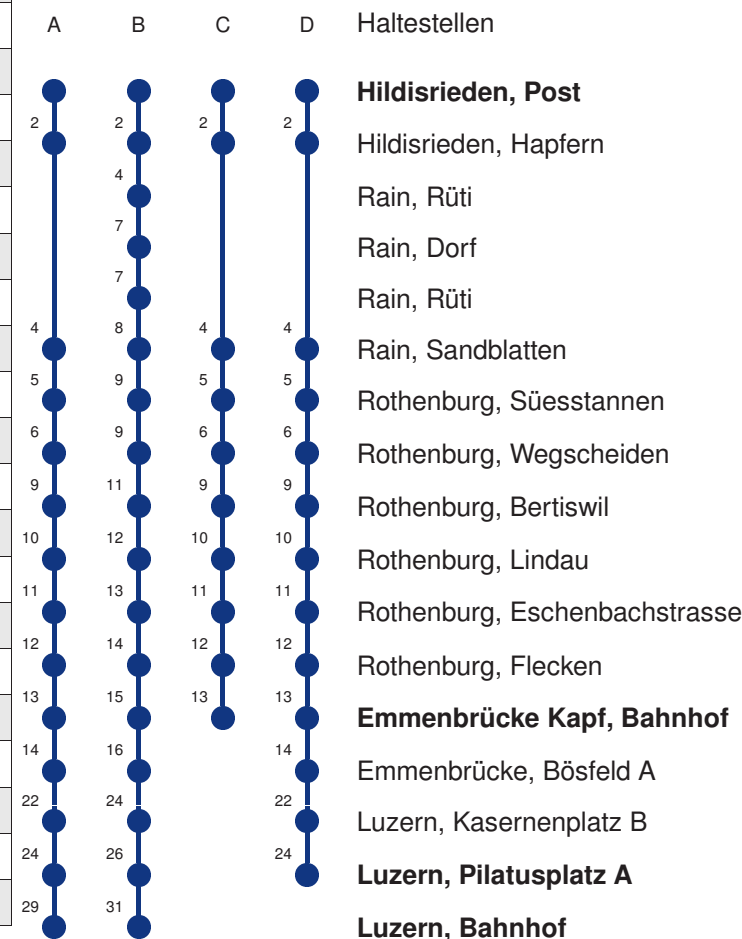 A B C D Haltestellen
Hildisrieden, Post
2 2 2 2 Hildisrieden, Hapfern
4 Rain, Rüti
7 Rain, Dorf
7 Rain, Rüti
4 8 4 4 Rain, Sandblatten
5 9 5 5 Rothenburg, Süesstannen
6 9 6 6 Rothenburg, Wegscheiden
9 11 9 9 Rothenburg, Bertiswil
10 12 10 10 Rothenburg, Lindau
11 13 11 11 Rothenburg, Eschenbachstrasse
12 14 12 12 Rothenburg, Flecken
13 15 13 13 Emmenbrücke Kapf, Bahnhof
14 16 14 Emmenbrücke, Bösfeld A
22 24 22 Luzern, Kasernenplatz B
24 26 24 Luzern, Pilatusplatz A
29 31 Luzern, Bahnhof